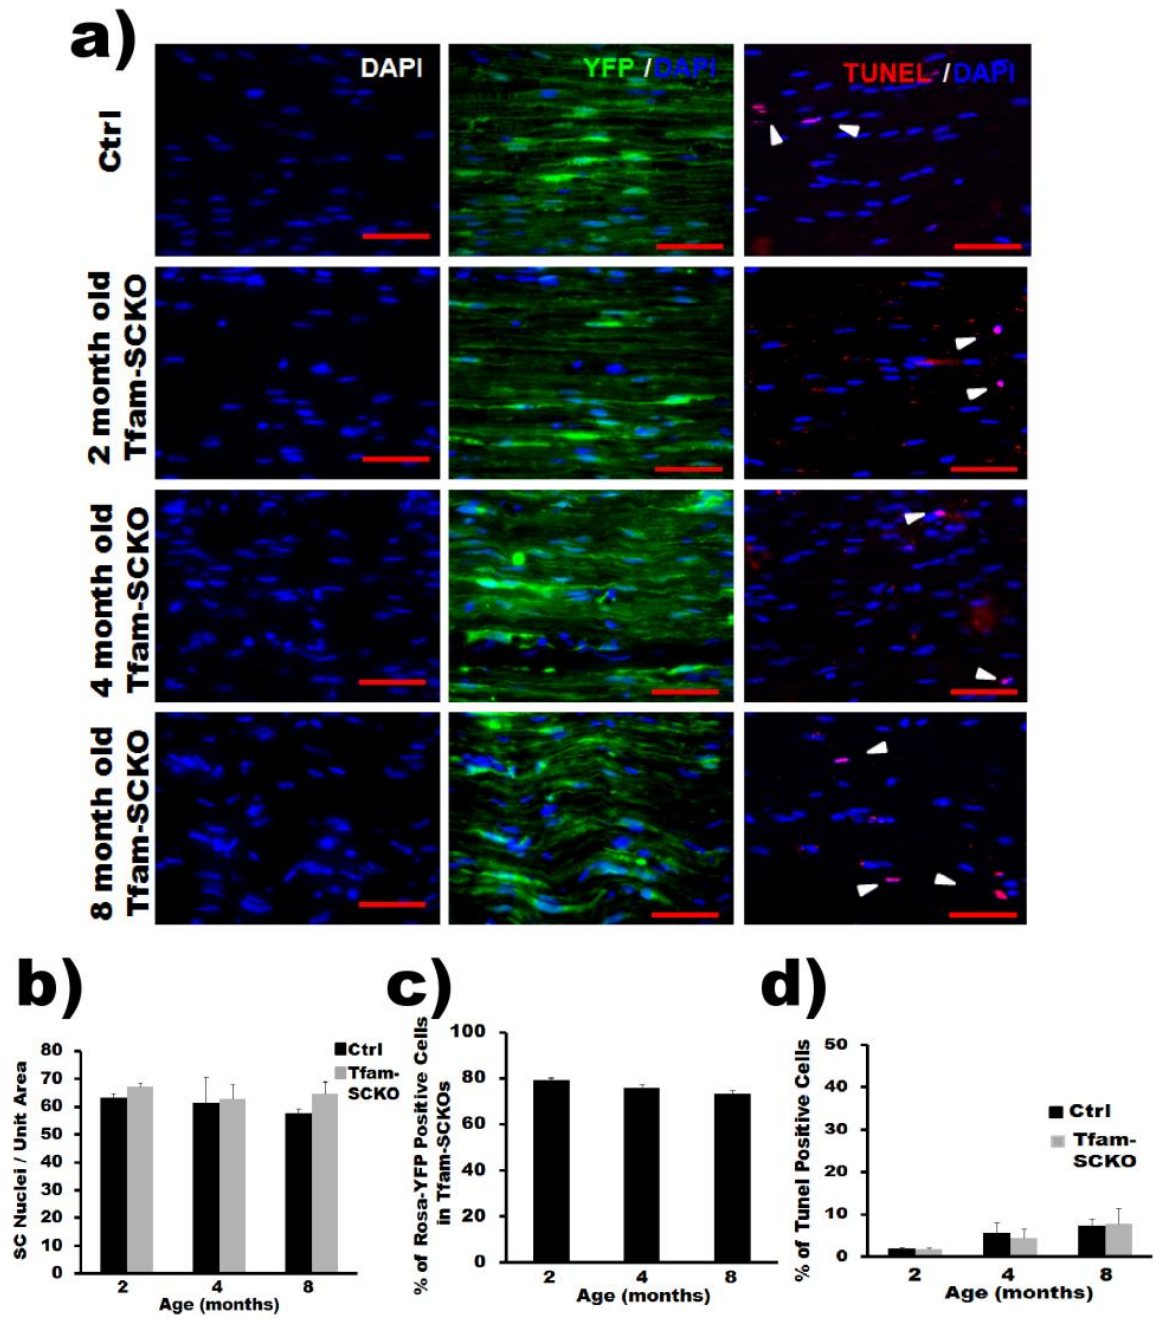 a)
DAPI
YFP /DAPI
TUNEL /DAPI
Ctrl
2 month old
Tfam-SCKO
4 month old
Tfam-SCKO
8 month old
Tfam-SCKO
b)
SC Nuclei / Unit Area
80
70
60
50
40
30
20
10
0
2 4 8
Age (months)
Ctrl
Tfam-
SCKO
c)
% of Rosa-YFP Positive Cells
in Tfam-SCKOs
100
80
60
40
20
0
2 4 8
Age (months)
d)
% of Tunel Positive Cells
50
40
30
20
10
0
2 4 8
Age (months)
Ctrl
Tfam-
SCKO